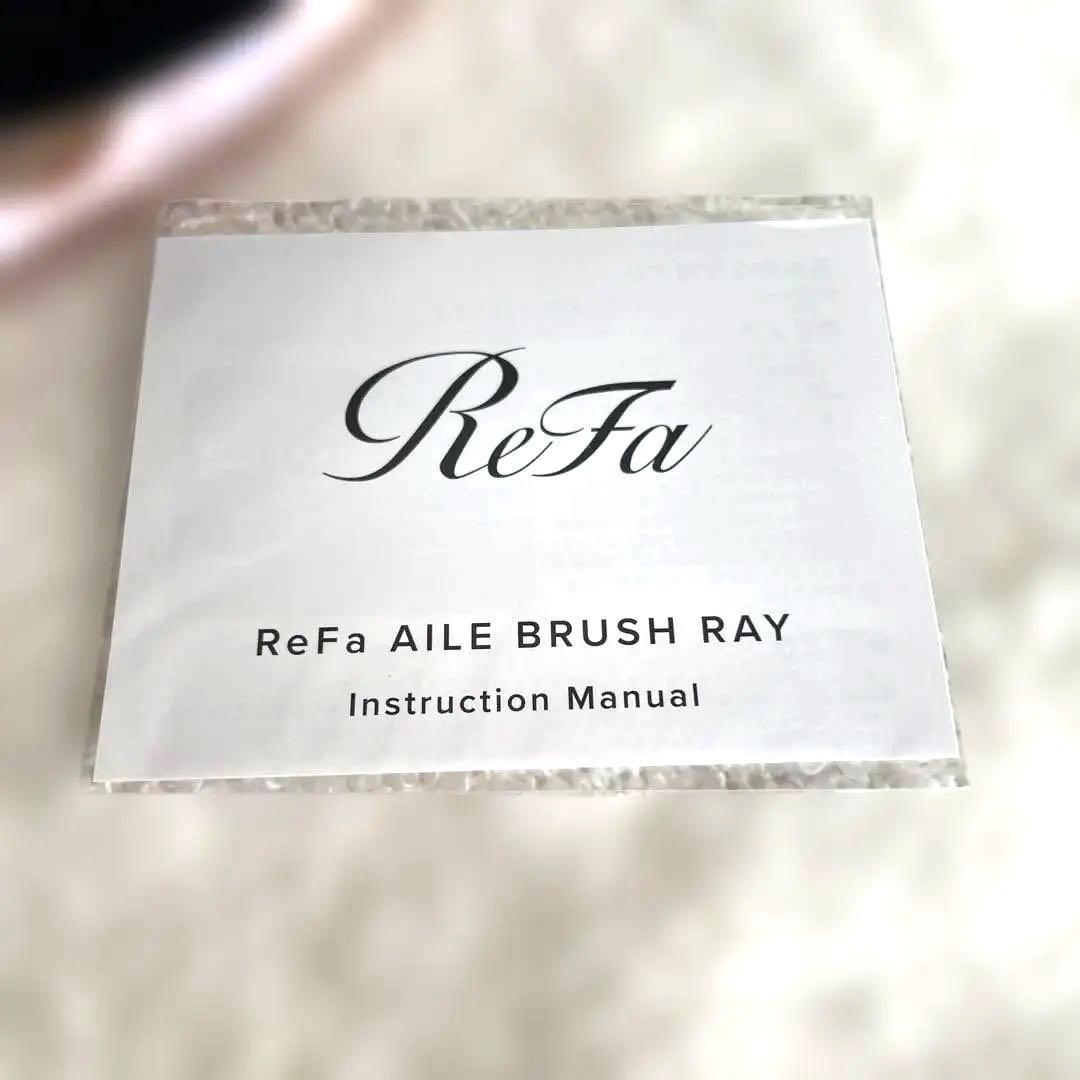 ReFa
ReFa AILE BRUSH RAY
Instruction Manual